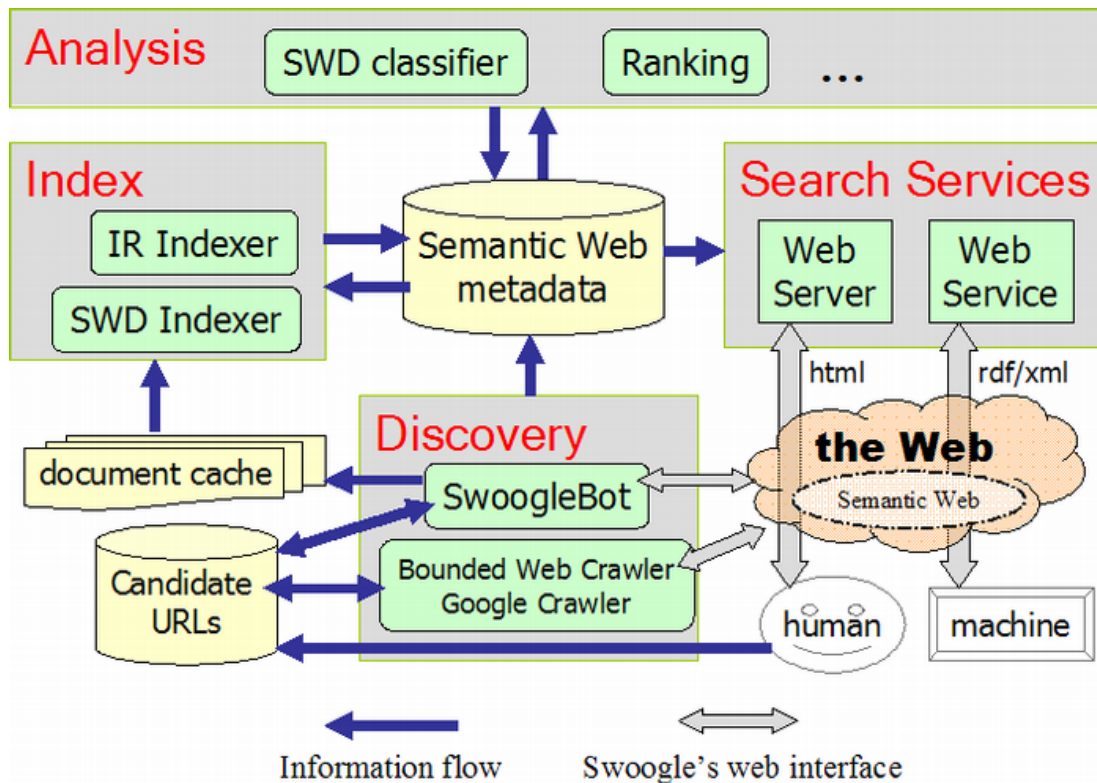 Analysis
SWD classifier
Ranking
...
Index
IR Indexer
SWD Indexer
Semantic Web
metadata
Search Services
Web
Server
Web
Service
html
rdf/xml
document cache
Discovery
SwoogleBot
Bounded Web Crawler
Google Crawler
the Web
Semantic Web
Candidate
URLs
human
machine
Information flow
Swoogle’s web interface